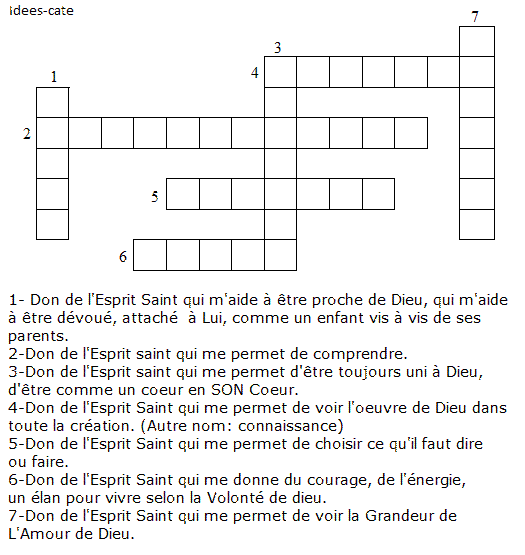 idees-cate
7
3
4
1
2
5
6
1- Don de l'Esprit Saint qui m'aide à être proche de Dieu, qui m'aide
à être dévoué, attaché à Lui, comme un enfant vis à vis de ses
parents.
2-Don de l'Esprit saint qui me permet de comprendre.
3-Don de l'Esprit Saint qui me permet d'être toujours uni à Dieu,
d'être comme un coeur en SON Coeur.
4-Don de l'Esprit Saint qui me permet de voir l'oeuvre de Dieu dans
toute la création. (Autre nom: connaissance)
5-Don de l'Esprit Saint qui me permet de choisir ce qu'il faut dire
ou faire.
6-Don de l'Esprit Saint qui me donne du courage, de l'énergie,
un élan pour vivre selon la Volonté de dieu.
7-Don de l'Esprit Saint qui me permet de voir la Grandeur de
L'Amour de Dieu.